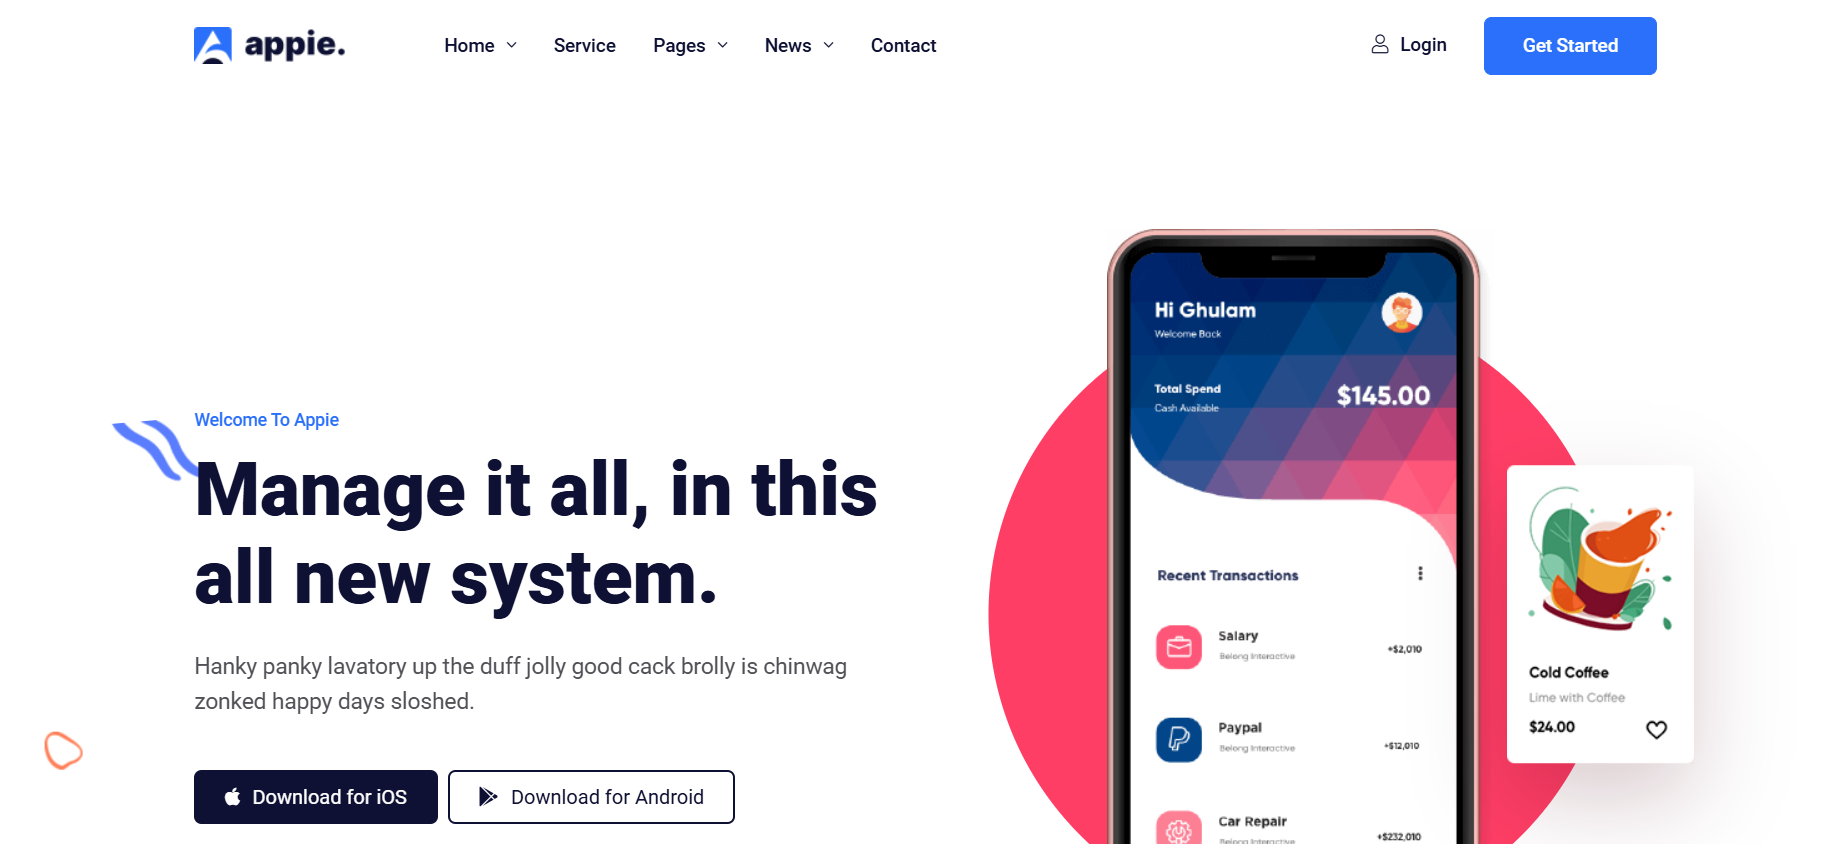 appie.
Home
Service
Pages
News
Contact
Login
Get Started
Welcome To Appie
Manage it all, in this
all new system.
Hanky panky lavatory up the duff jolly good cack brolly is chinwag
zonked happy days sloshed.
Download for iOS
Download for Android
Hi Ghulam
Welcome Back
Total Spend
$145.00
Cash Available
Recent Transactions
Salary
Belong Interactive
+$2,010
Paypal
Belong Interactive
+$12,010
Car Repair
Belong Interactive
+$232,010
Cold Coffee
Lime with Coffee
$24.00